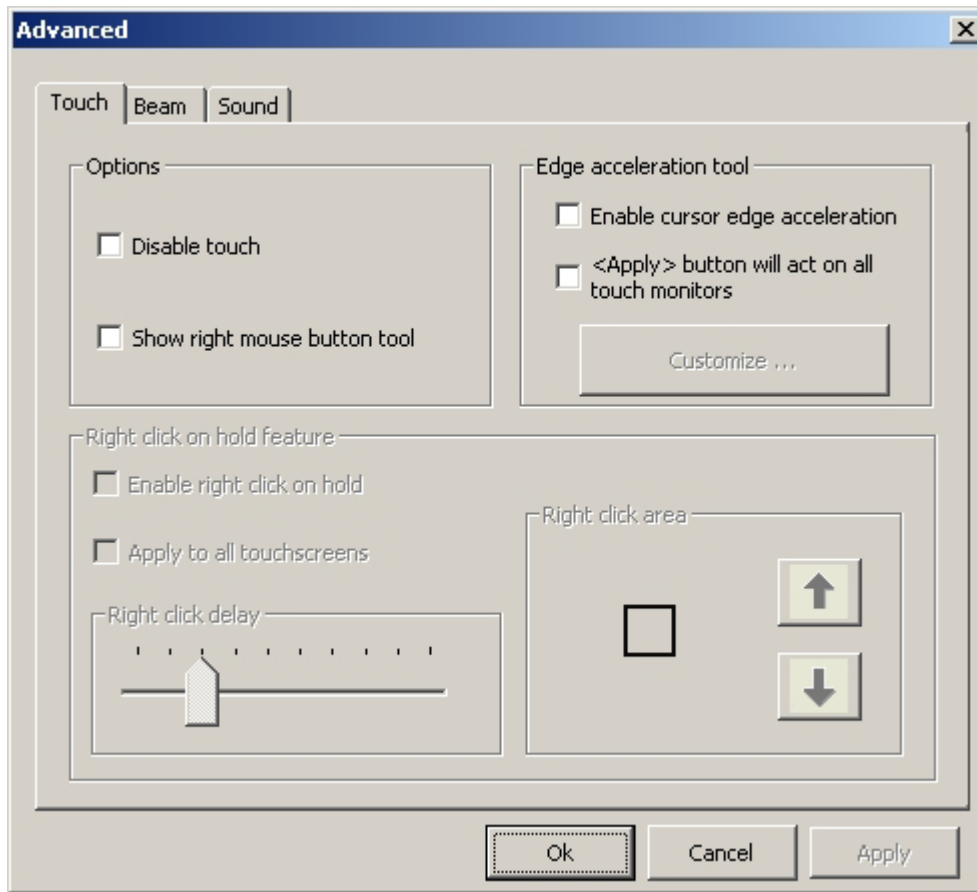 Advanced
Touch
Beam
Sound
Options
Disable touch
Show right mouse button tool
Edge acceleration tool
Enable cursor edge acceleration
<Apply> button will act on all
touch monitors
Customize ...
Right click on hold feature
Enable right click on hold
Apply to all touchscreens
Right click delay
Right click area
Ok
Cancel
Apply